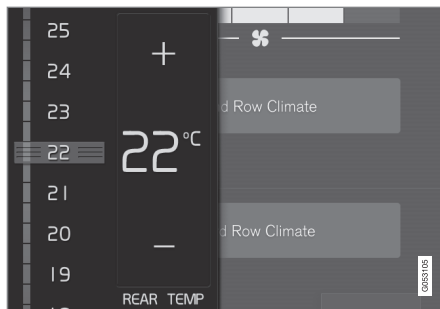 25
24
23
22
21
20
19
+
22°C
−
REAR TEMP
d Row Climate
d Row Climate
G053105